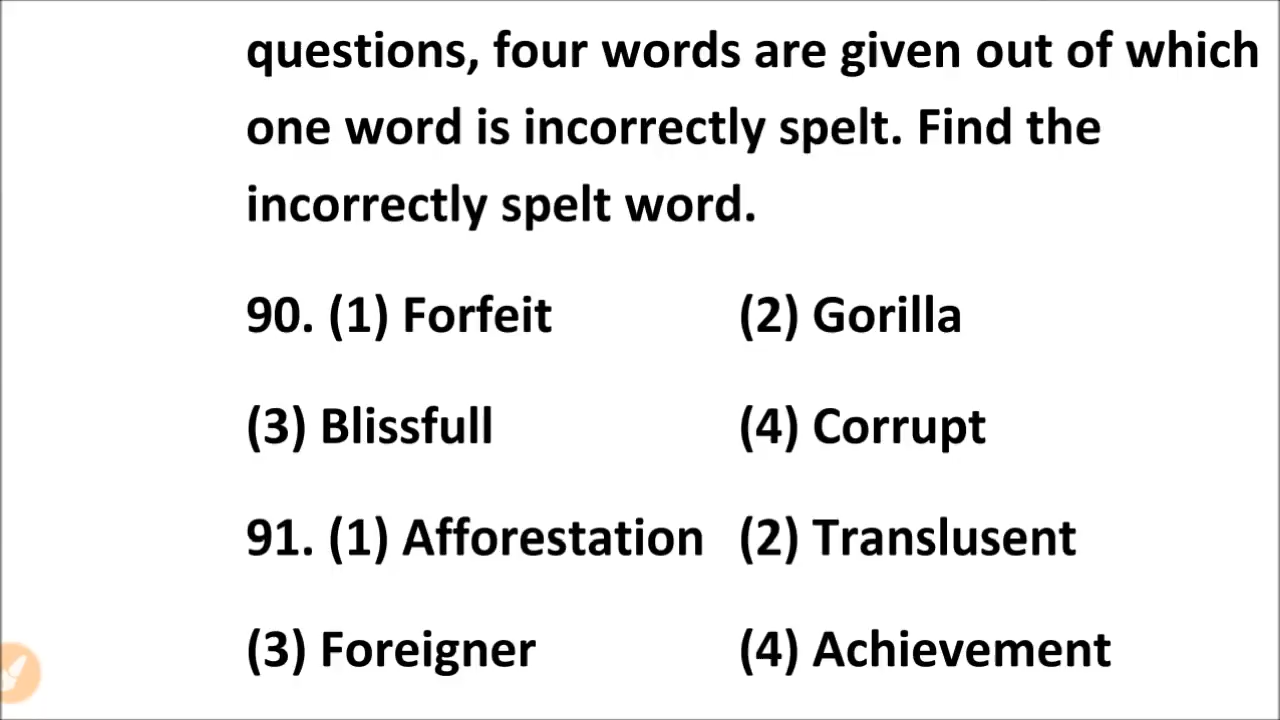 questions, four words are given out of which
one word is incorrectly spelt. Find the
incorrectly spelt word.
90. (1) Forfeit (2) Gorilla
(3) Blissfull (4) Corrupt
91. (1) Afforestation (2) Translusent
(3) Foreigner (4) Achievement